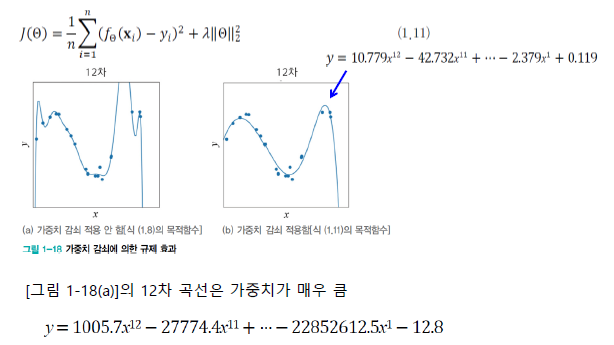 J(Θ) = 1/n ∑_{i=1}^{n} (f_Θ(𝐱_i) − y_i)² + λ‖Θ‖₂²
(1,11)
y = 10.779x¹² − 42.732x¹¹ + ⋯ − 2.379x¹ + 0.119
12차
12차
y
y
x
x
(a) 가중치 감쇠 적용 안 함[식 (1,8)의 목적함수]
(b) 가중치 감쇠 적용함[식 (1,11)의 목적함수]
그림 1–18 가중치 감쇠에 의한 규제 효과
[그림 1-18(a)]의 12차 곡선은 가중치가 매우 큼
y = 1005.7x¹² − 27774.4x¹¹ + ⋯ − 22852612.5x¹ − 12.8